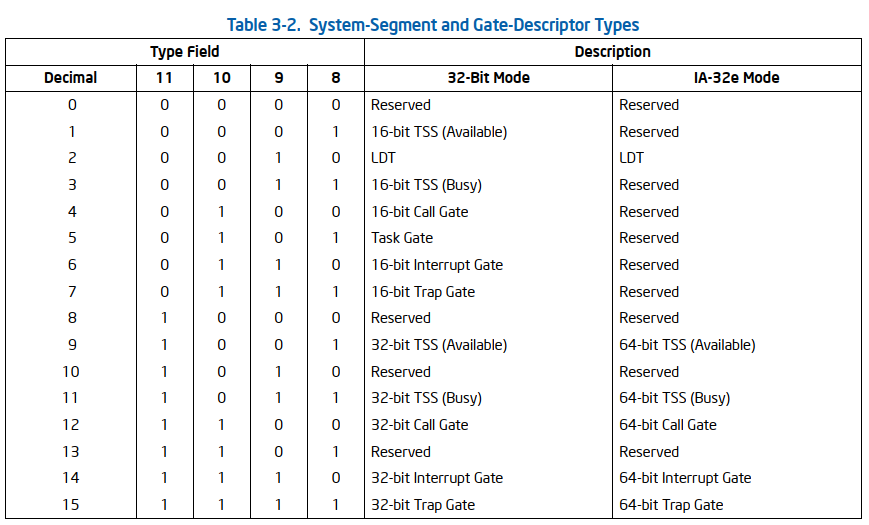 Table 3-2. System-Segment and Gate-Descriptor Types
Type Field Description
Decimal 11 10 9 8 32-Bit Mode IA-32e Mode
0 0 0 0 0 Reserved Reserved
1 0 0 0 1 16-bit TSS (Available) Reserved
2 0 0 1 0 LDT LDT
3 0 0 1 1 16-bit TSS (Busy) Reserved
4 0 1 0 0 16-bit Call Gate Reserved
5 0 1 0 1 Task Gate Reserved
6 0 1 1 0 16-bit Interrupt Gate Reserved
7 0 1 1 1 16-bit Trap Gate Reserved
8 1 0 0 0 Reserved Reserved
9 1 0 0 1 32-bit TSS (Available) 64-bit TSS (Available)
10 1 0 1 0 Reserved Reserved
11 1 0 1 1 32-bit TSS (Busy) 64-bit TSS (Busy)
12 1 1 0 0 32-bit Call Gate 64-bit Call Gate
13 1 1 0 1 Reserved Reserved
14 1 1 1 0 32-bit Interrupt Gate 64-bit Interrupt Gate
15 1 1 1 1 32-bit Trap Gate 64-bit Trap Gate